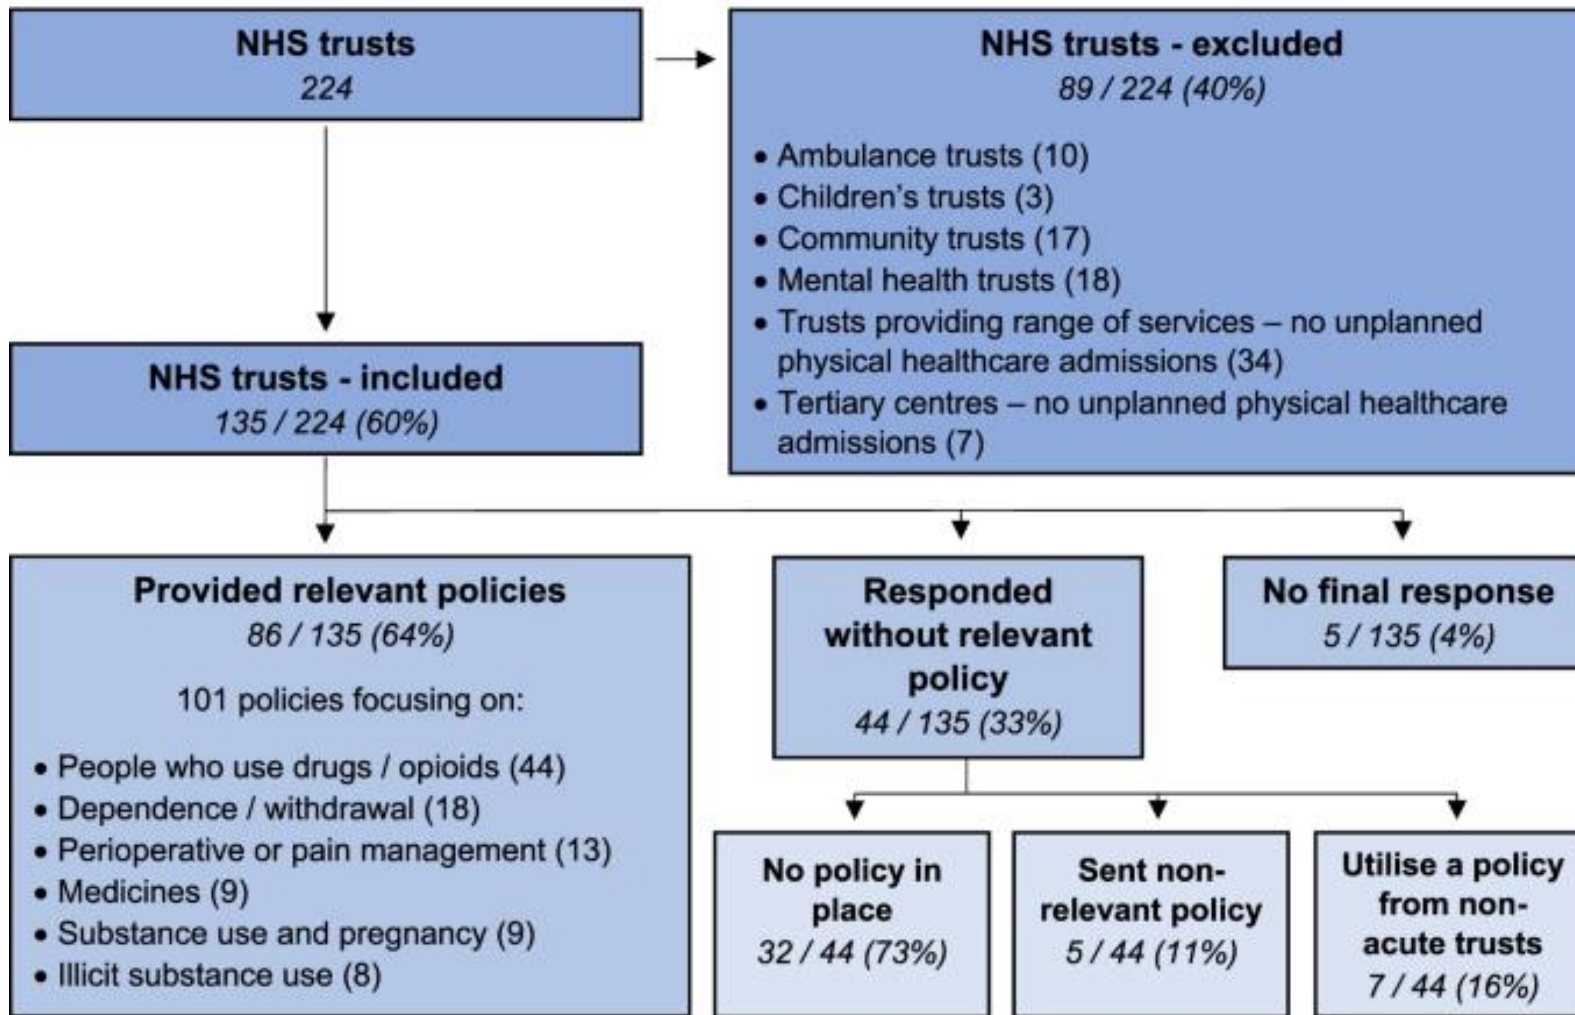 NHS trusts
224
NHS trusts - excluded
89 / 224 (40%)
• Ambulance trusts (10)
• Children’s trusts (3)
• Community trusts (17)
• Mental health trusts (18)
• Trusts providing range of services – no unplanned
physical healthcare admissions (34)
• Tertiary centres – no unplanned physical healthcare
admissions (7)
NHS trusts - included
135 / 224 (60%)
Provided relevant policies
86 / 135 (64%)
101 policies focusing on:
• People who use drugs / opioids (44)
• Dependence / withdrawal (18)
• Perioperative or pain management (13)
• Medicines (9)
• Substance use and pregnancy (9)
• Illicit substance use (8)
Responded
without relevant
policy
44 / 135 (33%)
No final response
5 / 135 (4%)
No policy in
place
32 / 44 (73%)
Sent non-
relevant policy
5 / 44 (11%)
Utilise a policy
from non-
acute trusts
7 / 44 (16%)